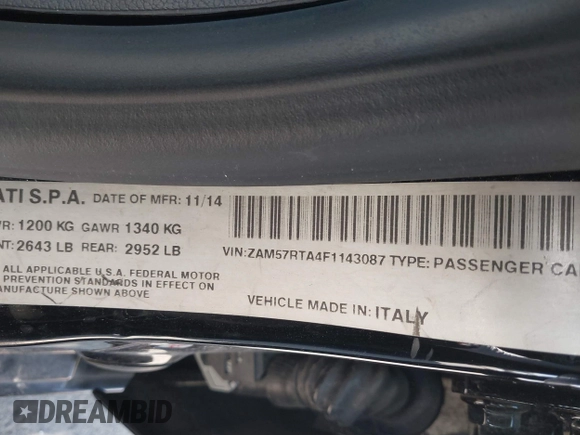 ATI S.P.A. DATE OF MFR: 11/14
R: 1200 KG GAWR 1340 KG
NT: 2643 LB REAR: 2952 LB
VIN:ZAM57RTA4F1143087 TYPE: PASSENGER CA
ALL APPLICABLE U.S.A. FEDERAL MOTOR
PREVENTION STANDARDS IN EFFECT ON
ANUFACTURE SHOWN ABOVE
VEHICLE MADE IN: ITALY
DREAMBID